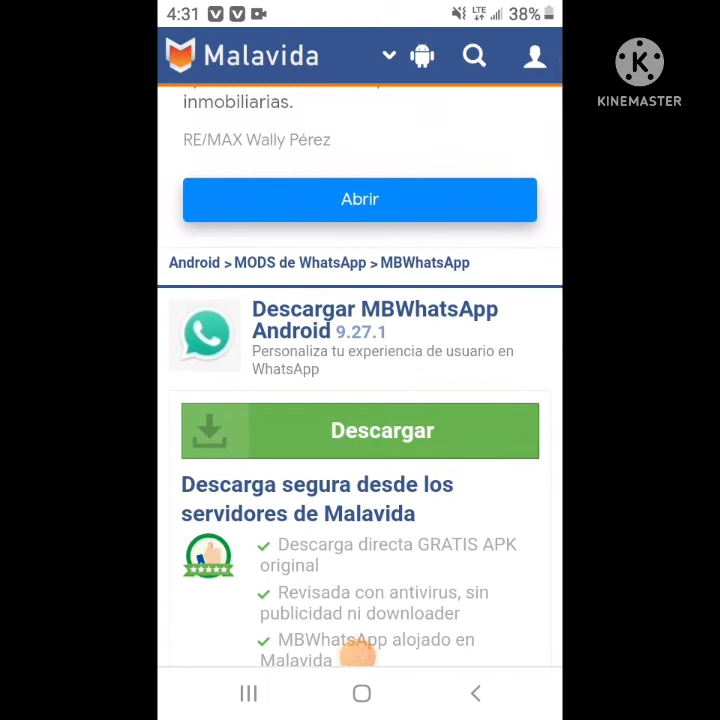 4:31
LTE
38%
Malavida
inmobiliarias.
RE/MAX Wally Pérez
Abrir
Android > MODS de WhatsApp > MBWhatsApp
Descargar MBWhatsApp
Android 9.27.1
Personaliza tu experiencia de usuario en
WhatsApp
Descargar
Descarga segura desde los
servidores de Malavida
Descarga directa GRATIS APK
original
Revisada con antivirus, sin
publicidad ni downloader
MBWhatsApp alojado en
Malavida
K
KINEMASTER